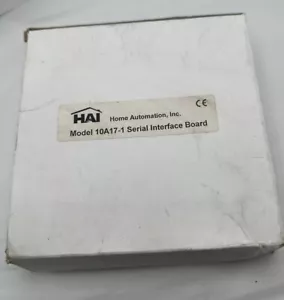 HAI Home Automation, Inc. CE
Model 10A17-1 Serial Interface Board